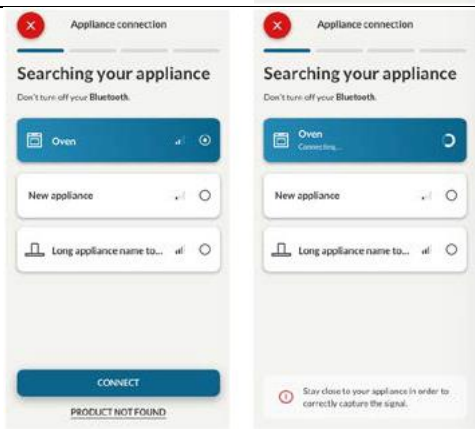 Appliance connection
Searching your appliance
Don't turn off your Bluetooth.
Oven
New appliance
Long appliance name to...
CONNECT
PRODUCT NOT FOUND
Appliance connection
Searching your appliance
Don't turn off your Bluetooth.
Oven
Connecting...
New appliance
Long appliance name to...
Stay close to your appliance in order to
correctly capture the signal.